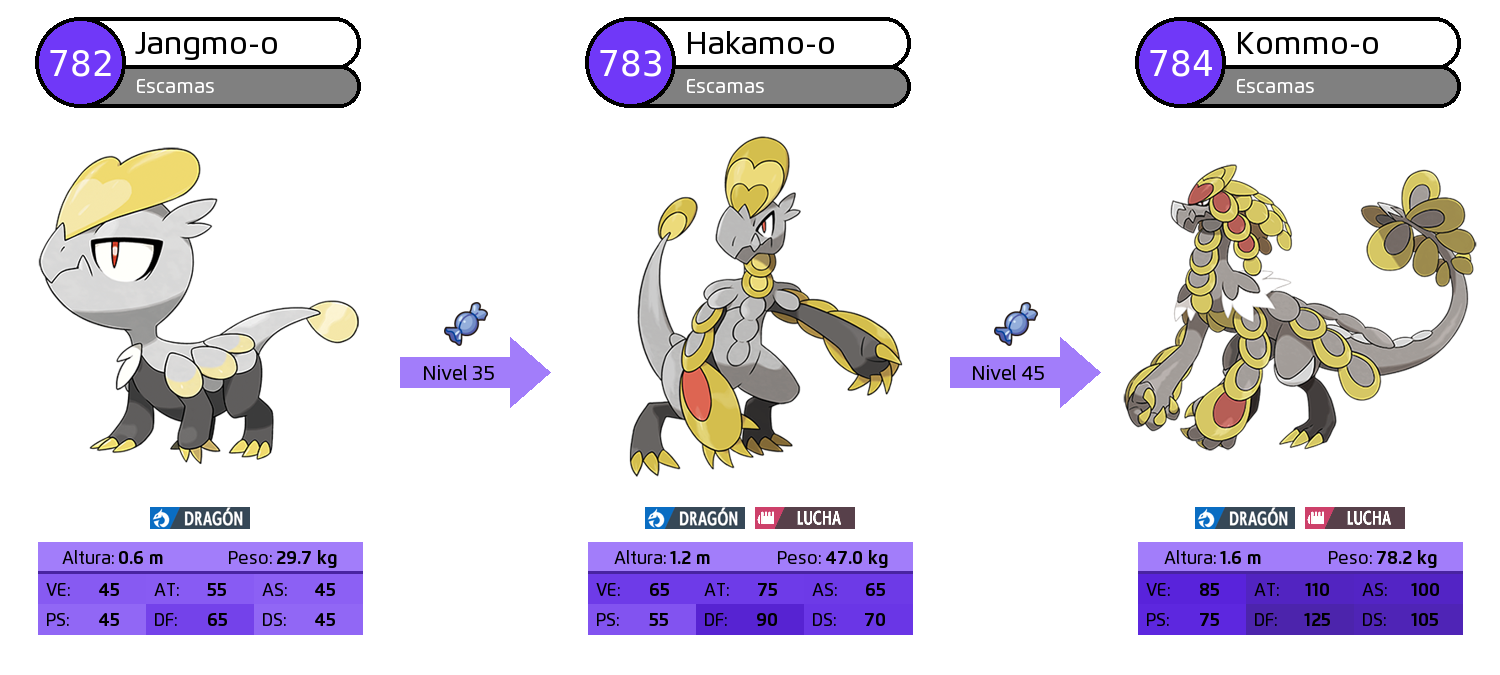 782 Jangmo-o
Escamas
783 Hakamo-o
Escamas
784 Kommo-o
Escamas
Nivel 35
Nivel 45
DRAGÓN
DRAGÓN LUCHA
DRAGÓN LUCHA
Altura: 0.6 m Peso: 29.7 kg
VE: 45 AT: 55 AS: 45
PS: 45 DF: 65 DS: 45
Altura: 1.2 m Peso: 47.0 kg
VE: 65 AT: 75 AS: 65
PS: 55 DF: 90 DS: 70
Altura: 1.6 m Peso: 78.2 kg
VE: 85 AT: 110 AS: 100
PS: 75 DF: 125 DS: 105